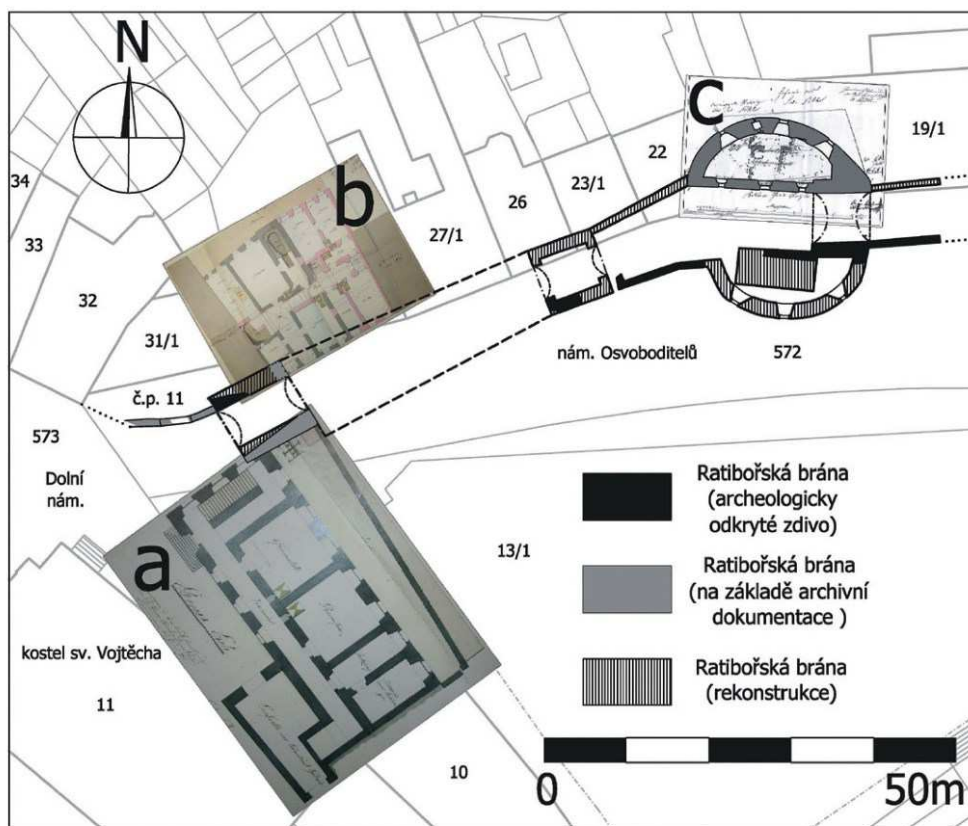 N
C
19/1
22
23/1
26
27/1
b
34
33
32
31/1
č.p. 11
nám. Osvoboditelů
572
573
Dolní
nám.
a
13/1
kostel sv. Vojtěcha
11
10
Ratibořská brána
(archeologicky
odkryté zdivo)
Ratibořská brána
(na základě archivní
dokumentace )
Ratibořská brána
(rekonstrukce)
0
50m